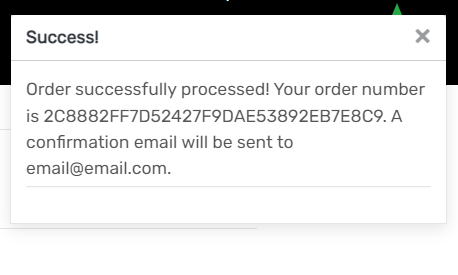 Success!
Order successfully processed! Your order number
is 2C8882FF7D52427F9DAE53892EB7E8C9. A
confirmation email will be sent to
email@email.com.